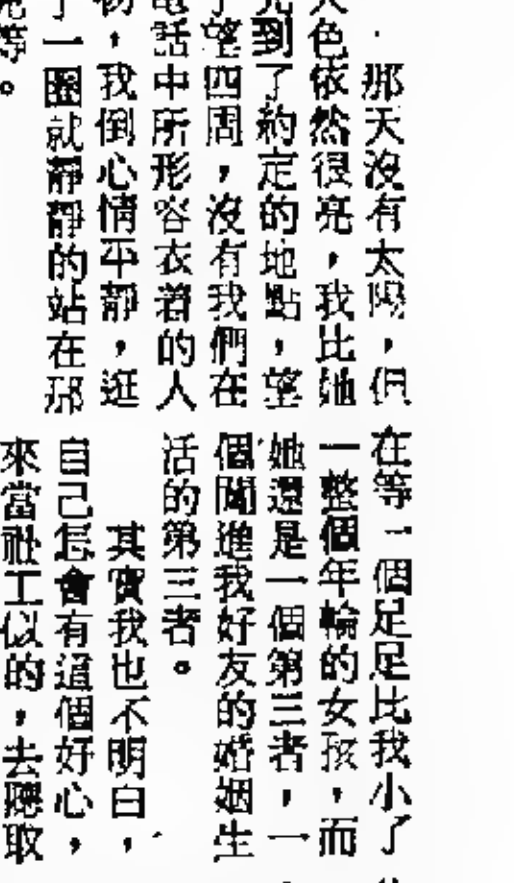 那天沒有太陽，但
天色依然很亮，我比她
先到了約定的地點，望
了望四周，沒有我們在
電話中所形容衣着的人
初，我倒心情平靜，逛
了一圈就靜靜的站在那
兒等。
在等一個足足比我小了
一整個年輪的女孩，而
她還是一個第三者，一
個闖進我好友的婚姻生
活的第三者。
其實我也不明白，
自己怎會有這個好心，
來當社工似的，去聽取